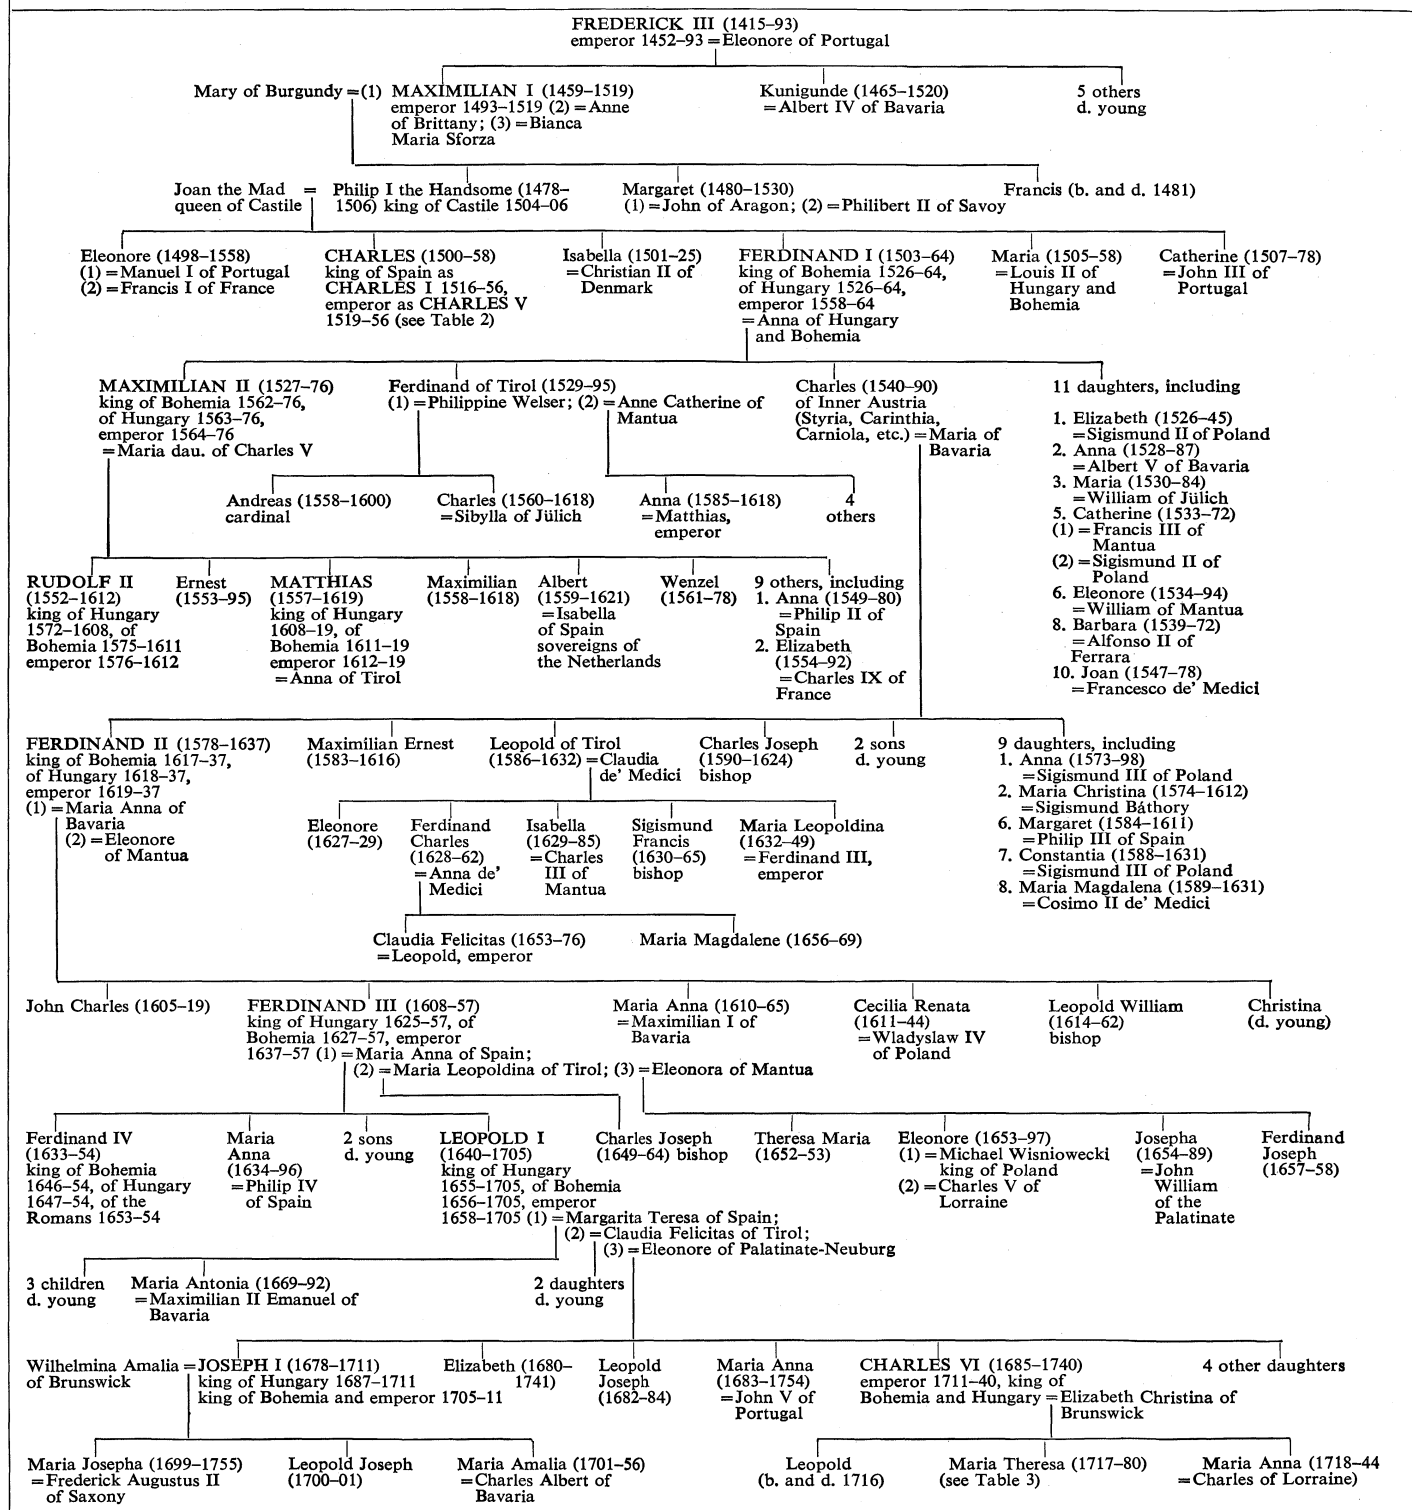 FREDERICK III (1415–93)
emperor 1452–93 = Eleonore of Portugal
Mary of Burgundy = (1) MAXIMILIAN I (1459–1519)
emperor 1493–1519 (2) = Anne
of Brittany; (3) = Bianca
Maria Sforza
Kunigunde (1465–1520)
= Albert IV of Bavaria
5 others
d. young
Joan the Mad =
queen of Castile
Philip I the Handsome (1478–
1506) king of Castile 1504–06
Margaret (1480–1530)
(1) = John of Aragon; (2) = Philibert II of Savoy
Francis (b. and d. 1481)
Eleonore (1498–1558)
(1) = Manuel I of Portugal
(2) = Francis I of France
CHARLES (1500–58)
king of Spain as
CHARLES I 1516–56,
emperor as CHARLES V
1519–56 (see Table 2)
Isabella (1501–25)
= Christian II of
Denmark
FERDINAND I (1503–64)
king of Bohemia 1526–64,
of Hungary 1526–64,
emperor 1558–64
= Anna of Hungary
and Bohemia
Maria (1505–58)
= Louis II of
Hungary and
Bohemia
Catherine (1507–78)
= John III of
Portugal
MAXIMILIAN II (1527–76)
king of Bohemia 1562–76,
of Hungary 1563–76,
emperor 1564–76
= Maria dau. of Charles V
Ferdinand of Tirol (1529–95)
(1) = Philippine Welser; (2) = Anne Catherine of
Mantua
Charles (1540–90)
of Inner Austria
(Styria, Carinthia,
Carniola, etc.) = Maria of
Bavaria
11 daughters, including
1. Elizabeth (1526–45)
= Sigismund II of Poland
2. Anna (1528–87)
= Albert V of Bavaria
3. Maria (1530–84)
= William of Jülich
5. Catherine (1533–72)
(1) = Francis III of
Mantua
(2) = Sigismund II of
Poland
6. Eleonore (1534–94)
= William of Mantua
8. Barbara (1539–72)
= Alfonso II of
Ferrara
10. Joan (1547–78)
= Francesco de' Medici
Andreas (1558–1600)
cardinal
Charles (1560–1618)
= Sibylla of Jülich
Anna (1585–1618)
= Matthias,
emperor
4
others
RUDOLF II
(1552–1612)
king of Hungary
1572–1608, of
Bohemia 1575–1611
emperor 1576–1612
Ernest
(1553–95)
MATTHIAS
(1557–1619)
king of Hungary
1608–19, of
Bohemia 1611–19
emperor 1612–19
= Anna of Tirol
Maximilian
(1558–1618)
Albert
(1559–1621)
= Isabella
of Spain
sovereigns of
the Netherlands
Wenzel
(1561–78)
9 others, including
1. Anna (1549–80)
= Philip II of
Spain
2. Elizabeth
(1554–92)
= Charles IX of
France
FERDINAND II (1578–1637)
king of Bohemia 1617–37,
of Hungary 1618–37,
emperor 1619–37
(1) = Maria Anna of
Bavaria
(2) = Eleonore
of Mantua
Maximilian Ernest
(1583–1616)
Leopold of Tirol
(1586–1632) = Claudia
de' Medici
Charles Joseph
(1590–1624)
bishop
2 sons
d. young
9 daughters, including
1. Anna (1573–98)
= Sigismund III of Poland
2. Maria Christina (1574–1612)
= Sigismund Báthory
6. Margaret (1584–1611)
= Philip III of Spain
7. Constantia (1588–1631)
= Sigismund III of Poland
8. Maria Magdalena (1589–1631)
= Cosimo II de' Medici
Eleonore
(1627–29)
Ferdinand
Charles
(1628–62)
= Anna de'
Medici
Isabella
(1629–85)
= Charles
III of
Mantua
Sigismund
Francis
(1630–65)
bishop
Maria Leopoldina
(1632–49)
= Ferdinand III,
emperor
Claudia Felicitas (1653–76)
= Leopold, emperor
Maria Magdalene (1656–69)
John Charles (1605–19)
FERDINAND III (1608–57)
king of Hungary 1625–57, of
Bohemia 1627–57, emperor
1637–57 (1) = Maria Anna of Spain;
(2) = Maria Leopoldina of Tirol; (3) = Eleonora of Mantua
Maria Anna (1610–65)
= Maximilian I of
Bavaria
Cecilia Renata
(1611–44)
= Wladyslaw IV
of Poland
Leopold William
(1614–62)
bishop
Christina
(d. young)
Ferdinand IV
(1633–54)
king of Bohemia
1646–54, of Hungary
1647–54, of the
Romans 1653–54
Maria
Anna
(1634–96)
= Philip IV
of Spain
2 sons
d. young
LEOPOLD I
(1640–1705)
king of Hungary
1655–1705, of Bohemia
1656–1705, emperor
1658–1705 (1) = Margarita Teresa of Spain;
(2) = Claudia Felicitas of Tirol;
(3) = Eleonore of Palatinate-Neuburg
Charles Joseph
(1649–64) bishop
Theresa Maria
(1652–53)
Eleonore (1653–97)
(1) = Michael Wisniowecki
king of Poland
(2) = Charles V of
Lorraine
Josepha
(1654–89)
= John
William
of the
Palatinate
Ferdinand
Joseph
(1657–58)
3 children
d. young
Maria Antonia (1669–92)
= Maximilian II Emanuel of
Bavaria
2 daughters
d. young
Wilhelmina Amalia =
of Brunswick
JOSEPH I (1678–1711)
king of Hungary 1687–1711
king of Bohemia and emperor 1705–11
Elizabeth (1680–
1741)
Leopold
Joseph
(1682–84)
Maria Anna
(1683–1754)
= John V of
Portugal
CHARLES VI (1685–1740)
emperor 1711–40, king of
Bohemia and Hungary = Elizabeth Christina of
Brunswick
4 other daughters
Maria Josepha (1699–1755)
= Frederick Augustus II
of Saxony
Leopold Joseph
(1700–01)
Maria Amalia (1701–56)
= Charles Albert of
Bavaria
Leopold
(b. and d. 1716)
Maria Theresa (1717–80)
(see Table 3)
Maria Anna (1718–44
= Charles of Lorraine)